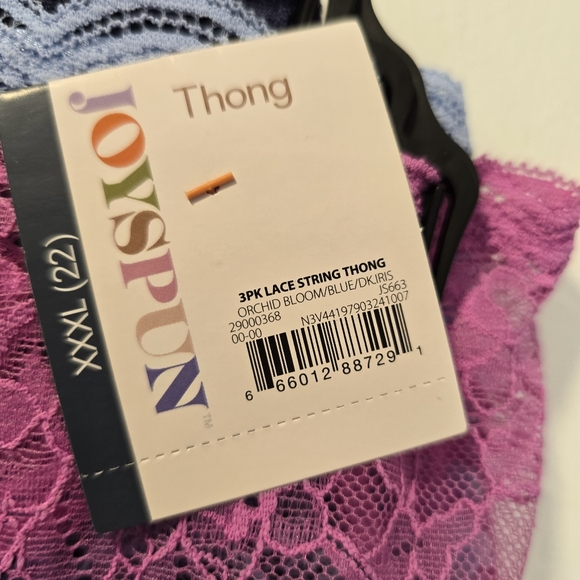 Thong
JOYSPUN™
XXXL (22)
3PK LACE STRING THONG
ORCHID BLOOM/BLUE/DK.IRIS
29000368 JS663
00-00 N3V44197903241007
6 66012 88729 1